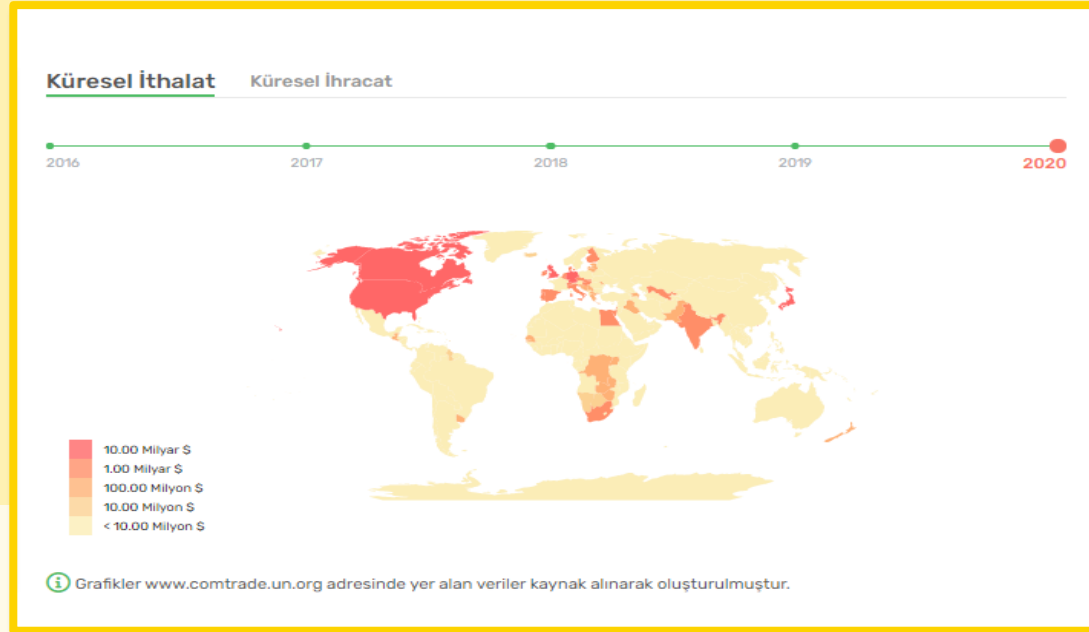 Küresel İthalat Küresel İhracat
2016 2017 2018 2019 2020
10.00 Milyar $
1.00 Milyar $
100.00 Milyon $
10.00 Milyon $
< 10.00 Milyon $
Grafikler www.comtrade.un.org adresinde yer alan veriler kaynak alınarak oluşturulmuştur.